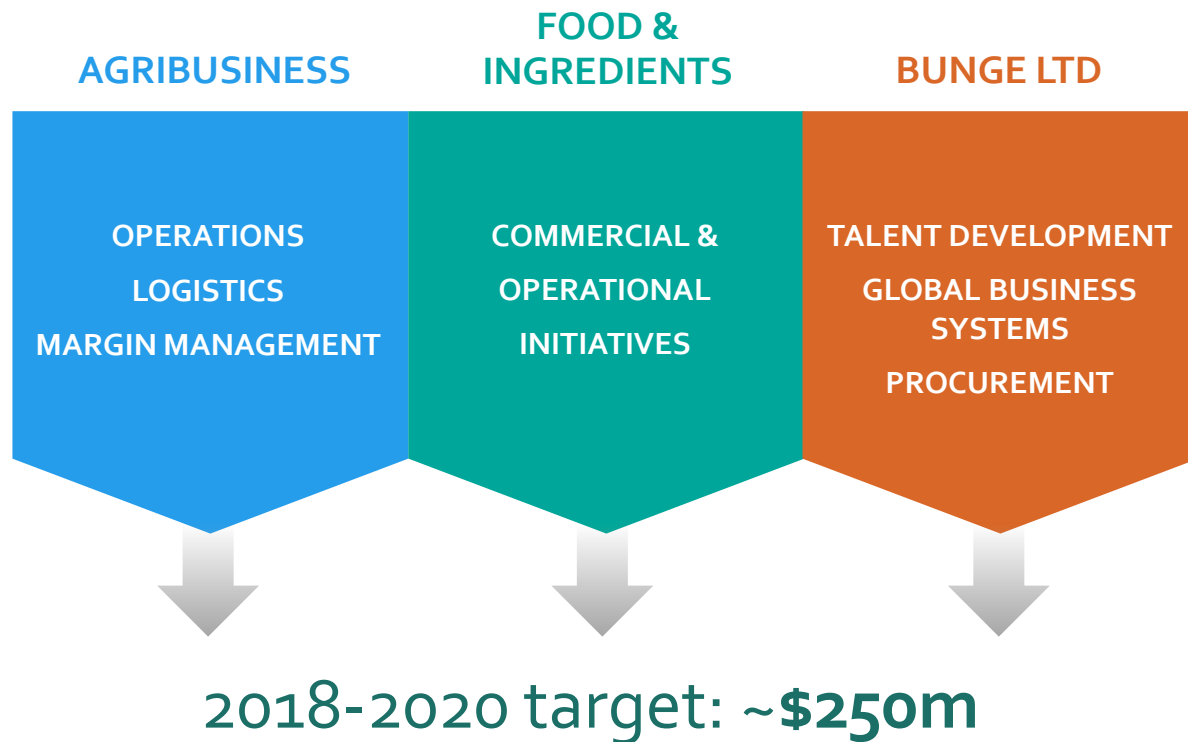 AGRIBUSINESS
OPERATIONS
LOGISTICS
MARGIN MANAGEMENT
FOOD &
INGREDIENTS
COMMERCIAL &
OPERATIONAL
INITIATIVES
BUNGE LTD
TALENT DEVELOPMENT
GLOBAL BUSINESS
SYSTEMS
PROCUREMENT
2018-2020 target: ~$250m